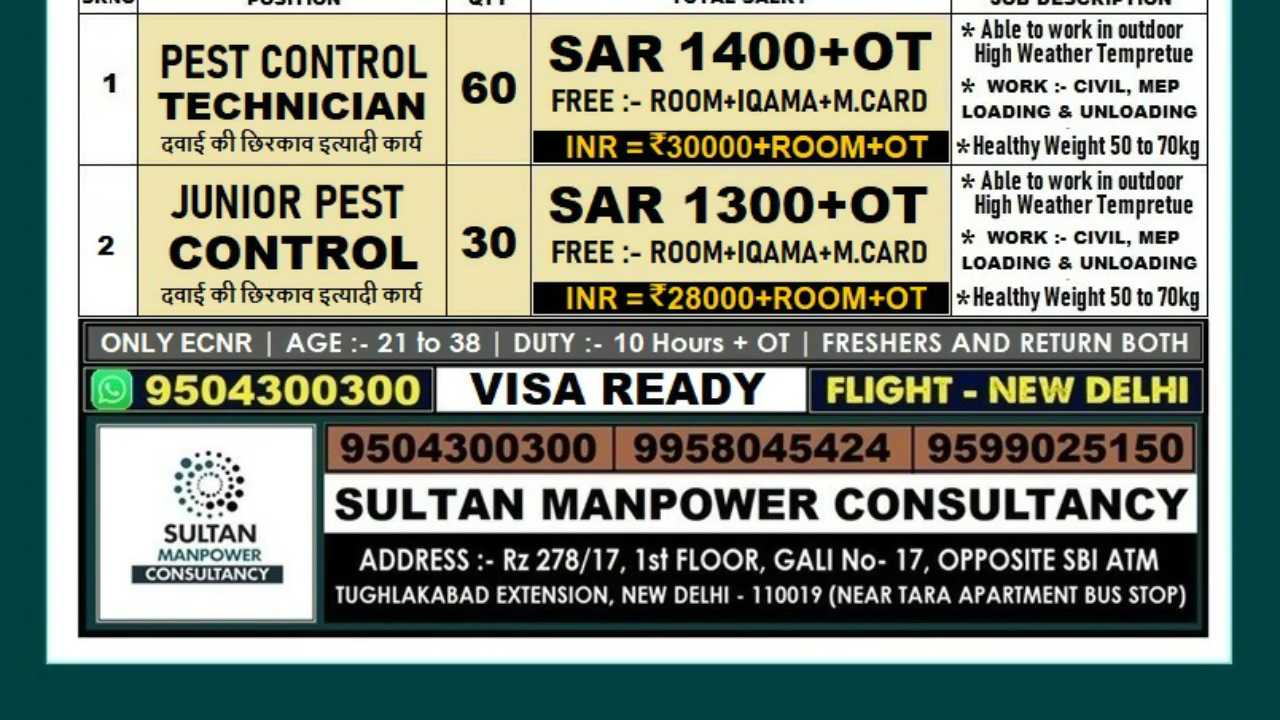 SRNO POSITION QTY TOTAL SALRY JOB DESCRIPTION
1
PEST CONTROL
TECHNICIAN
दवाई की छिरकाव इत्यादी कार्य
60
SAR 1400+OT
FREE :- ROOM+IQAMA+M.CARD
INR = ₹30000+ROOM+OT
* Able to work in outdoor
High Weather Tempretue
* WORK :- CIVIL, MEP
LOADING & UNLOADING
* Healthy Weight 50 to 70kg
2
JUNIOR PEST
CONTROL
दवाई की छिरकाव इत्यादी कार्य
30
SAR 1300+OT
FREE :- ROOM+IQAMA+M.CARD
INR = ₹28000+ROOM+OT
* Able to work in outdoor
High Weather Tempretue
* WORK :- CIVIL, MEP
LOADING & UNLOADING
* Healthy Weight 50 to 70kg
ONLY ECNR | AGE :- 21 to 38 | DUTY :- 10 Hours + OT | FRESHERS AND RETURN BOTH
9504300300 VISA READY FLIGHT - NEW DELHI
SULTAN
MANPOWER
CONSULTANCY
9504300300 9958045424 9599025150
SULTAN MANPOWER CONSULTANCY
ADDRESS :- Rz 278/17, 1st FLOOR, GALI No- 17, OPPOSITE SBI ATM
TUGHLAKABAD EXTENSION, NEW DELHI - 110019 (NEAR TARA APARTMENT BUS STOP)